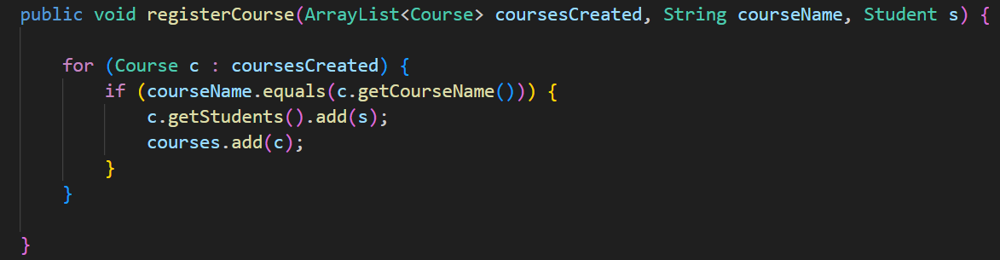 public void registerCourse(ArrayList<Course> coursesCreated, String courseName, Student s) {
for (Course c : coursesCreated) {
if (courseName.equals(c.getCourseName())) {
c.getStudents().add(s);
courses.add(c);
}
}
}